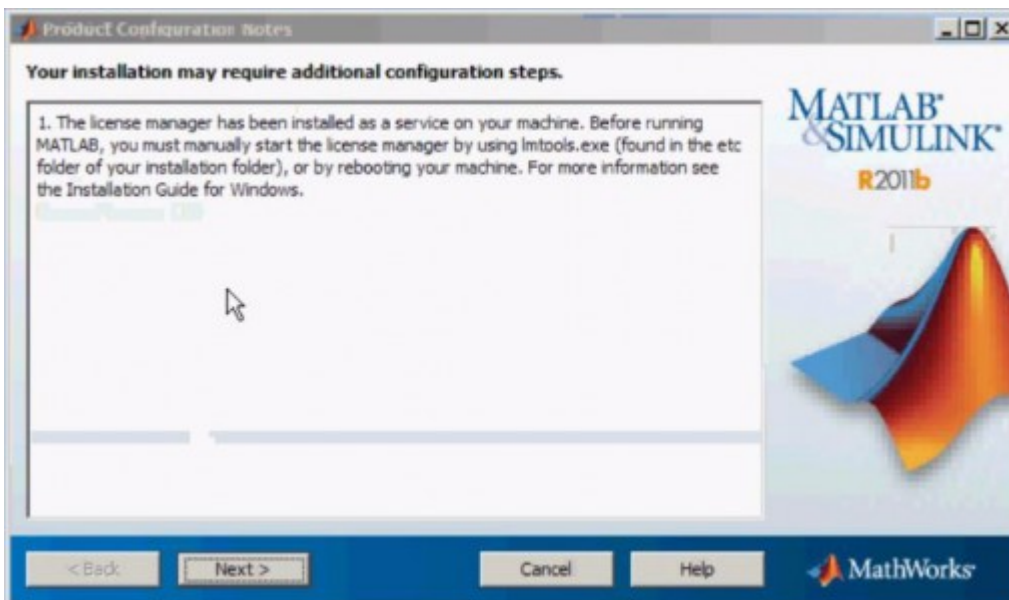 Product Configuration Notes
Your installation may require additional configuration steps.
1. The license manager has been installed as a service on your machine. Before running
MATLAB, you must manually start the license manager by using lmtools.exe (found in the etc
folder of your installation folder), or by rebooting your machine. For more information see
the Installation Guide for Windows.
MATLAB®
&SIMULINK®
R2011b
< Back
Next >
Cancel
Help
MathWorks®